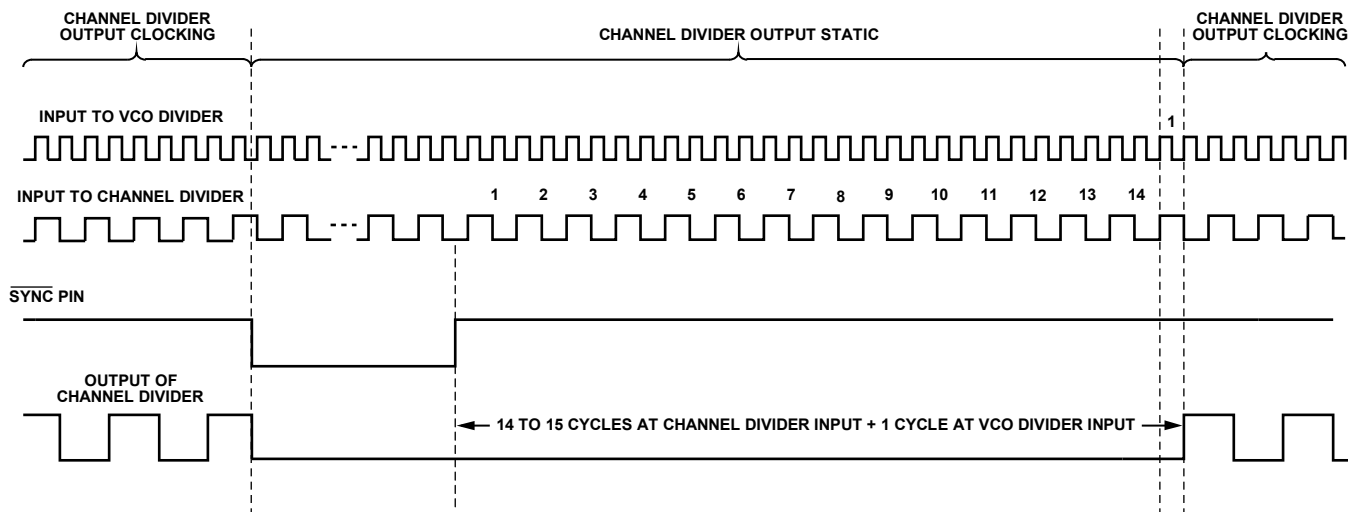 CHANNEL DIVIDER
OUTPUT CLOCKING
CHANNEL DIVIDER OUTPUT STATIC
CHANNEL DIVIDER
OUTPUT CLOCKING
INPUT TO VCO DIVIDER
1
INPUT TO CHANNEL DIVIDER
1 2 3 4 5 6 7 8 9 10 11 12 13 14
SYNC PIN
OUTPUT OF
CHANNEL DIVIDER
14 TO 15 CYCLES AT CHANNEL DIVIDER INPUT + 1 CYCLE AT VCO DIVIDER INPUT